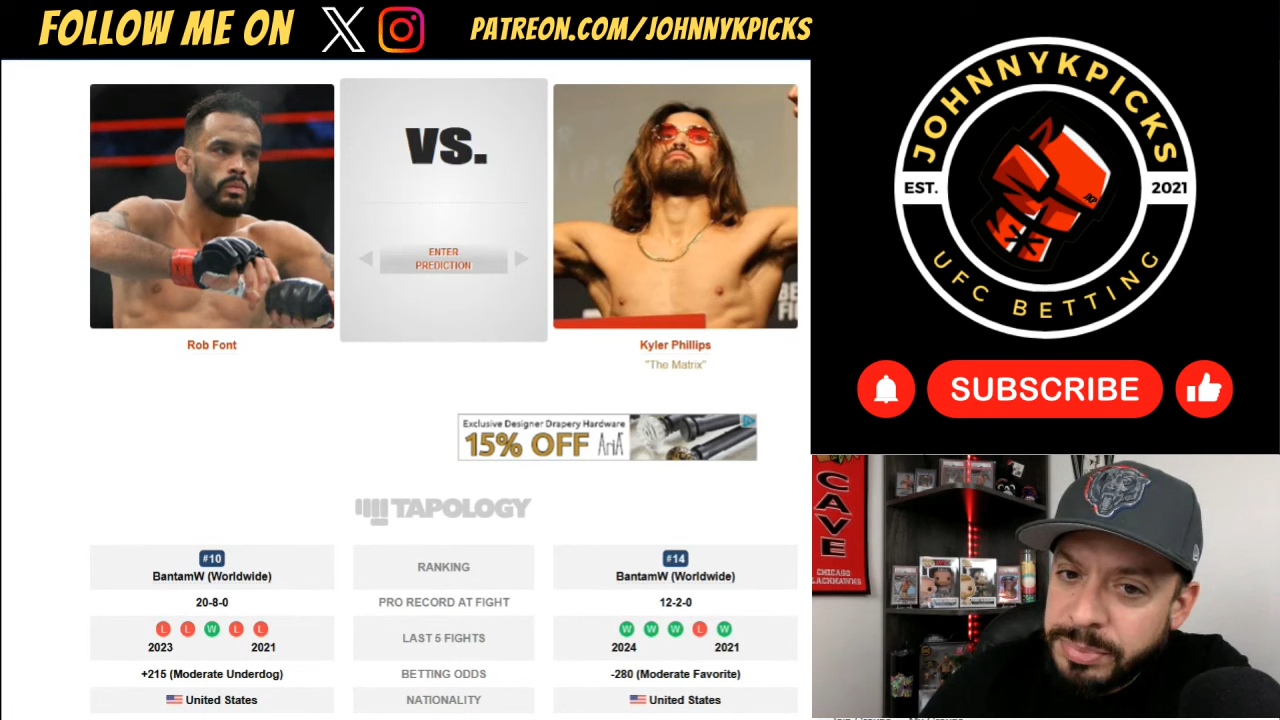 FOLLOW ME ON
PATREON.COM/JOHNNYKPICKS
VS.
ENTER
PREDICTION
Rob Font
Kyler Phillips
"The Matrix"
Exclusive Designer Drapery Hardware
15% OFF
TAPOLOGY
#10
BantamW (Worldwide)
RANKING
#14
BantamW (Worldwide)
20-8-0
PRO RECORD AT FIGHT
12-2-0
L L W L L
2023 2021
LAST 5 FIGHTS
W W W L W
2024 2021
+215 (Moderate Underdog)
BETTING ODDS
-280 (Moderate Favorite)
United States
NATIONALITY
United States
JOHNNYKPICKS
EST.
2021
JKP
UFC BETTING
SUBSCRIBE
CAVE
CHICAGO
BLACKHAWKS